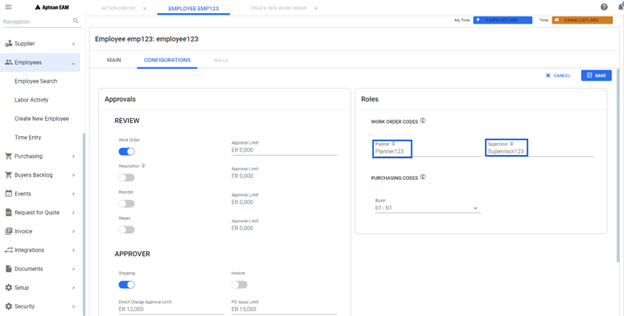 Aptean EAM
ACTION CENTER
EMPLOYEE EMP123
CREATE NEW WORK ORDER
Navigation
My Time
Time
Employee emp123: employee123
Supplier
MAIN
CONFIGURATIONS
SKILLS
Employees
CANCEL
SAVE
Employee Search
Labor Activity
Create New Employee
Time Entry
Purchasing
Buyers Backlog
Events
Request for Quote
Invoice
Integrations
Documents
Setup
Security
Approvals
REVIEW
Work Order
Approval Limit
ER 0,000
Requisition
Approval Limit
ER 0,000
Reorder
Approval Limit
ER 0,000
Repair
Approval Limit
ER 0,000
APPROVER
Shipping
Invoice
Direct Charge Approval Limit
ER 12,000
PO Issue Limit
ER 15,000
Roles
WORK ORDER CODES
Planner
Planner123
Supervisor
Supervisor123
PURCHASING CODES
Buyer
b1 - b1